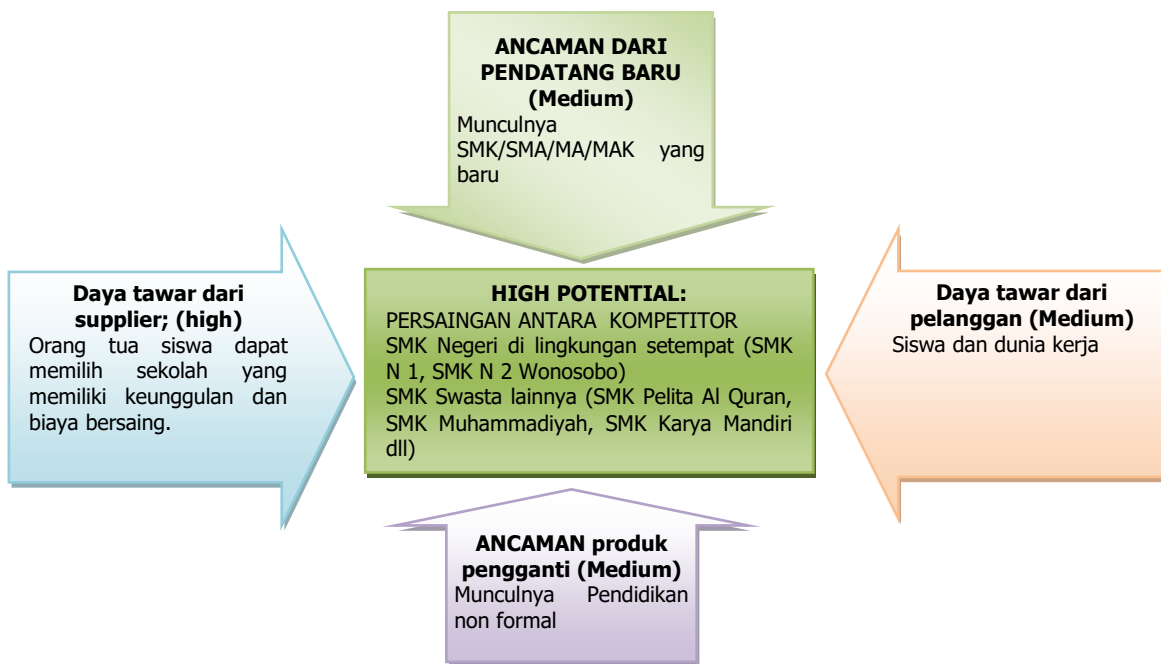 ANCAMAN DARI
PENDATANG BARU
(Medium)
Munculnya
SMK/SMA/MA/MAK yang
baru
Daya tawar dari
supplier; (high)
Orang tua siswa dapat
memilih sekolah yang
memiliki keunggulan dan
biaya bersaing.
HIGH POTENTIAL:
PERSAINGAN ANTARA KOMPETITOR
SMK Negeri di lingkungan setempat (SMK
N 1, SMK N 2 Wonosobo)
SMK Swasta lainnya (SMK Pelita Al Quran,
SMK Muhammadiyah, SMK Karya Mandiri
dll)
Daya tawar dari
pelanggan (Medium)
Siswa dan dunia kerja
ANCAMAN produk
pengganti (Medium)
Munculnya Pendidikan
non formal